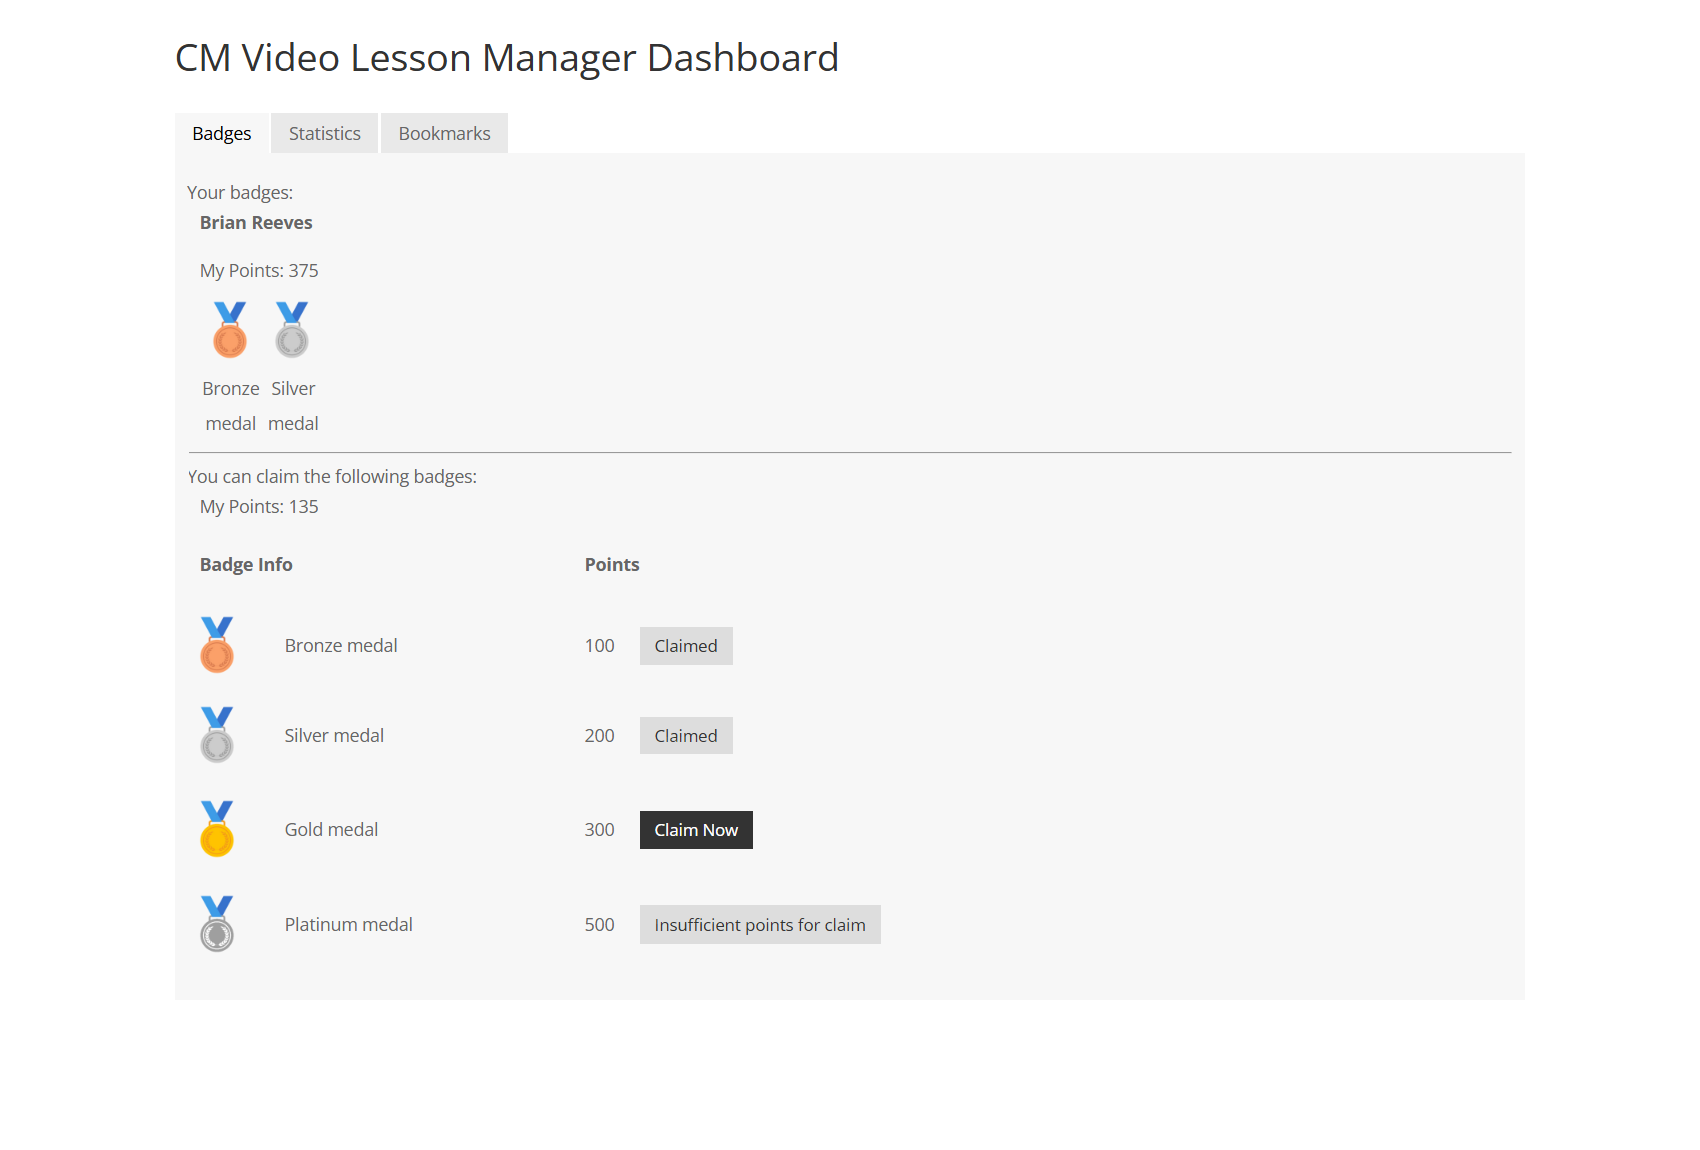 CM Video Lesson Manager Dashboard
Badges Statistics Bookmarks
Your badges:
Brian Reeves
My Points: 375
Bronze Silver
medal medal
You can claim the following badges:
My Points: 135
Badge Info Points
Bronze medal 100 Claimed
Silver medal 200 Claimed
Gold medal 300 Claim Now
Platinum medal 500 Insufficient points for claim